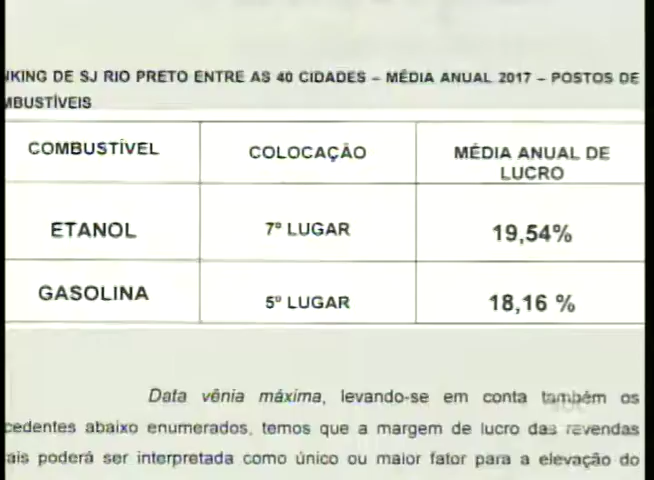 NKING DE SJ RIO PRETO ENTRE AS 40 CIDADES – MÉDIA ANUAL 2017 – POSTOS DE
MBUSTÍVEIS
COMBUSTÍVEL COLOCAÇÃO MÉDIA ANUAL DE
LUCRO
ETANOL 7º LUGAR 19,54%
GASOLINA 5º LUGAR 18,16 %
Data vênia máxima, levando-se em conta também os
cedentes abaixo enumerados, temos que a margem de lucro das revendas
ais poderá ser interpretada como único ou maior fator para a elevação do